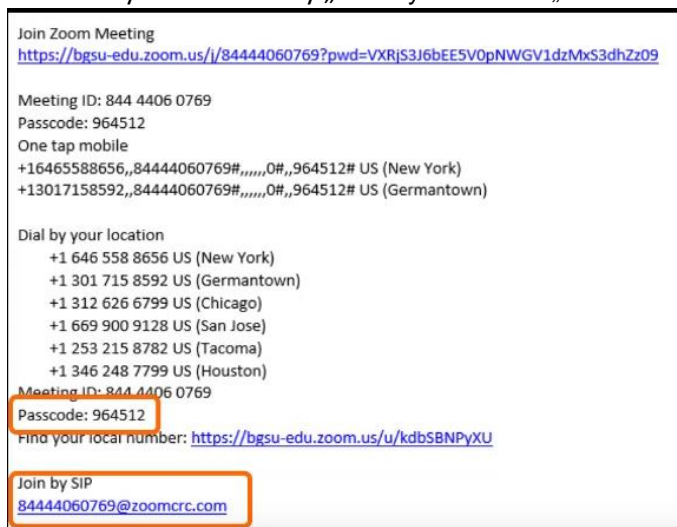 Join Zoom Meeting
https://bgsu-edu.zoom.us/j/84444060769?pwd=VXRjS3J6bEE5V0pNWGV1dzMxS3dhZz09
Meeting ID: 844 4406 0769
Passcode: 964512
One tap mobile
+16465588656,,84444060769#,,,,,,0#,,964512# US (New York)
+13017158592,,84444060769#,,,,,,0#,,964512# US (Germantown)
Dial by your location
+1 646 558 8656 US (New York)
+1 301 715 8592 US (Germantown)
+1 312 626 6799 US (Chicago)
+1 669 900 9128 US (San Jose)
+1 253 215 8782 US (Tacoma)
+1 346 248 7799 US (Houston)
Meeting ID: 844 4406 0769
Passcode: 964512
Find your local number: https://bgsu-edu.zoom.us/u/kdbSBNPyXU
Join by SIP
84444060769@zoomcrc.com